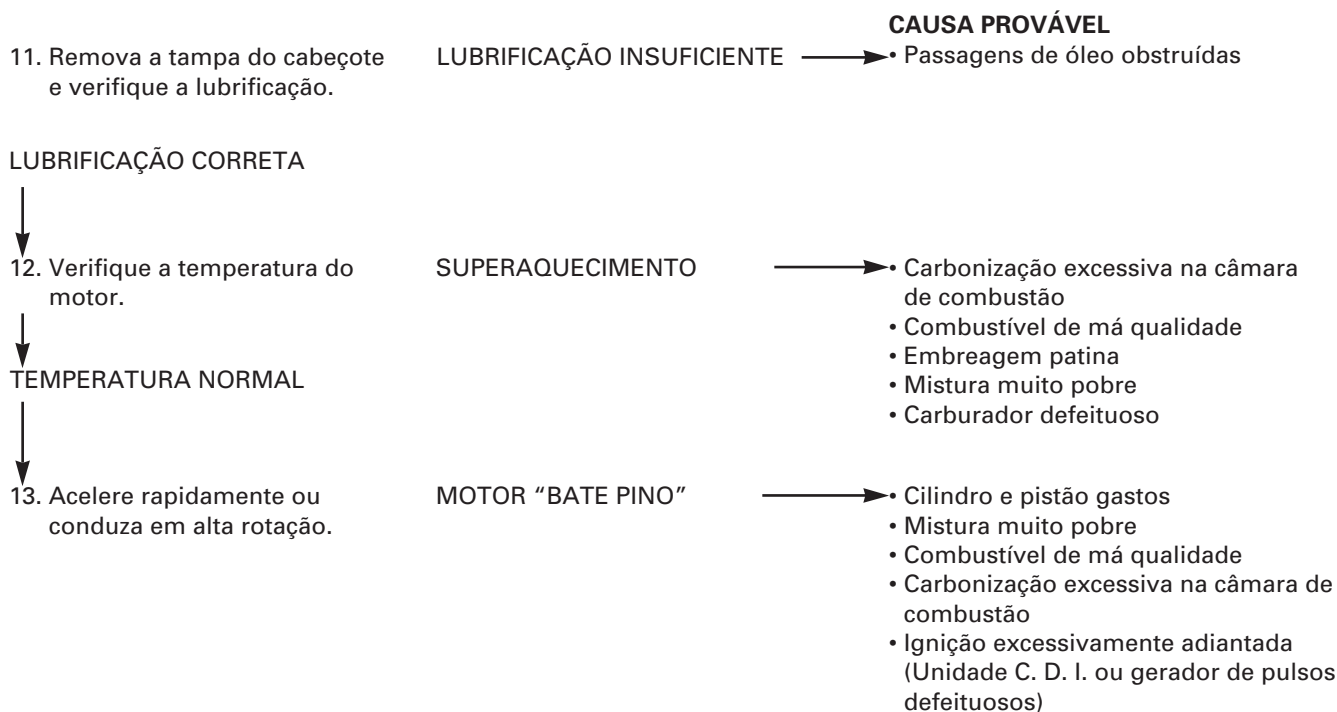 CAUSA PROVÁVEL
11. Remova a tampa do cabeçote
e verifique a lubrificação.
LUBRIFICAÇÃO INSUFICIENTE
• Passagens de óleo obstruídas
LUBRIFICAÇÃO CORRETA
12. Verifique a temperatura do
motor.
SUPERAQUECIMENTO
• Carbonização excessiva na câmara
de combustão
• Combustível de má qualidade
• Embreagem patina
• Mistura muito pobre
• Carburador defeituoso
TEMPERATURA NORMAL
13. Acelere rapidamente ou
conduza em alta rotação.
MOTOR “BATE PINO”
• Cilindro e pistão gastos
• Mistura muito pobre
• Combustível de má qualidade
• Carbonização excessiva na câmara de
combustão
• Ignição excessivamente adiantada
(Unidade C. D. I. ou gerador de pulsos
defeituosos)